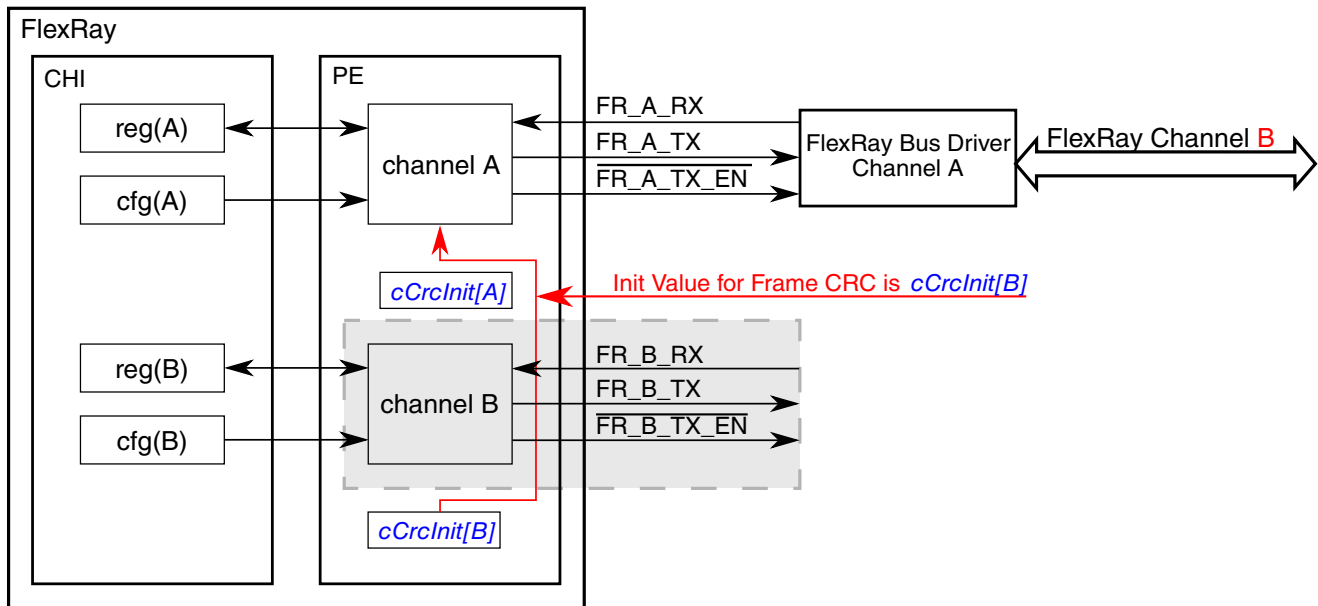 FlexRay
CHI
PE
reg(A)
cfg(A)
channel A
FR_A_RX
FR_A_TX
FR_A_TX_EN
FlexRay Bus Driver
Channel A
FlexRay Channel B
cCrcInit[A]
Init Value for Frame CRC is cCrcInit[B]
reg(B)
cfg(B)
channel B
FR_B_RX
FR_B_TX
FR_B_TX_EN
cCrcInit[B]